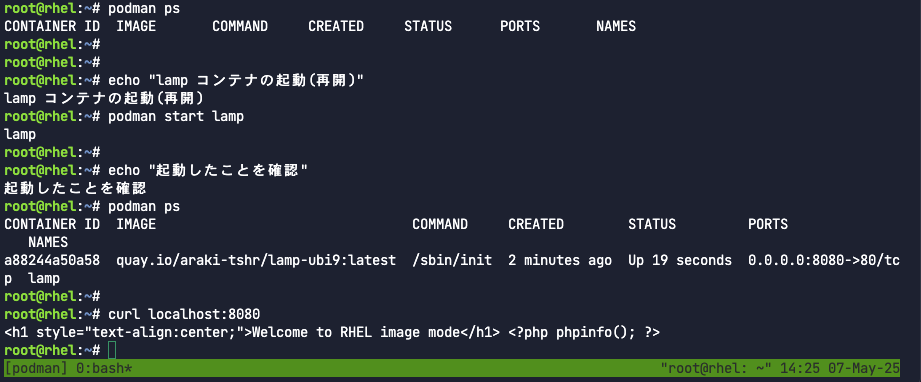 root@rhel:~# podman ps
CONTAINER ID  IMAGE       COMMAND     CREATED     STATUS      PORTS       NAMES
root@rhel:~#
root@rhel:~#
root@rhel:~# echo "lamp コンテナの起動(再開)"
lamp コンテナの起動(再開)
root@rhel:~# podman start lamp
lamp
root@rhel:~#
root@rhel:~# echo "起動したことを確認"
起動したことを確認
root@rhel:~# podman ps
CONTAINER ID  IMAGE                                COMMAND     CREATED        STATUS         PORTS
   NAMES
a88244a50a58  quay.io/araki-tshr/lamp-ubi9:latest  /sbin/init  2 minutes ago  Up 19 seconds  0.0.0.0:8080->80/tc
p  lamp
root@rhel:~#
root@rhel:~# curl localhost:8080
<h1 style="text-align:center;">Welcome to RHEL image mode</h1> <?php phpinfo(); ?>
root@rhel:~#
[podman] 0:bash* "root@rhel: ~" 14:25 07-May-25